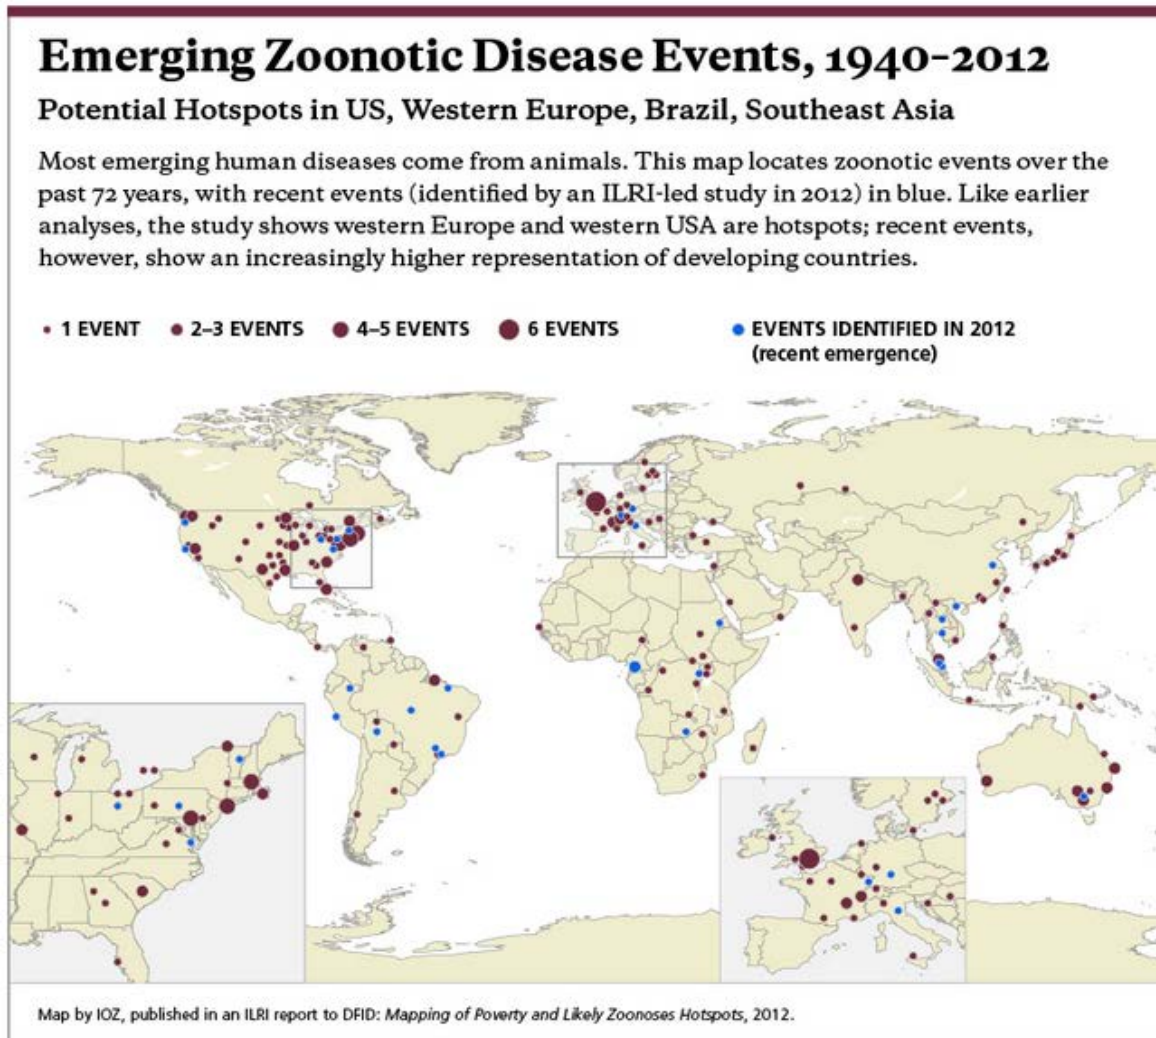 Emerging Zoonotic Disease Events, 1940–2012
Potential Hotspots in US, Western Europe, Brazil, Southeast Asia
Most emerging human diseases come from animals. This map locates zoonotic events over the
past 72 years, with recent events (identified by an ILRI-led study in 2012) in blue. Like earlier
analyses, the study shows western Europe and western USA are hotspots; recent events,
however, show an increasingly higher representation of developing countries.
1 EVENT
2–3 EVENTS
4–5 EVENTS
6 EVENTS
EVENTS IDENTIFIED IN 2012
(recent emergence)
Map by IOZ, published in an ILRI report to DFID: Mapping of Poverty and Likely Zoonoses Hotspots, 2012.